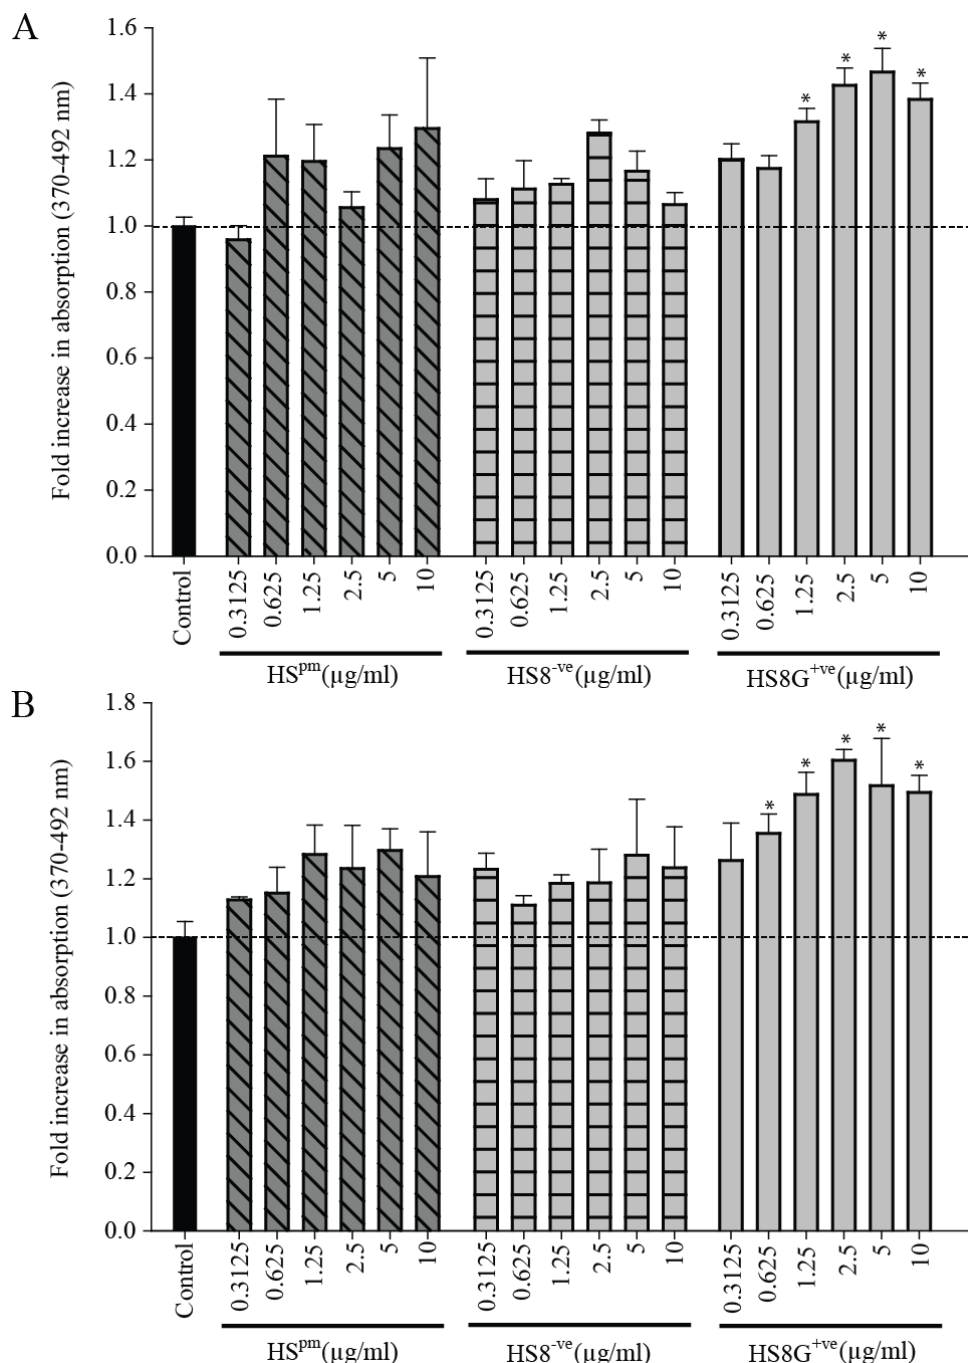 A
Fold increase in absorption (370-492 nm)
1.6
1.4
1.2
1.0
0.8
0.6
0.4
0.2
0.0
* * * *
Control 0.3125 0.625 1.25 2.5 5 10 0.3125 0.625 1.25 2.5 5 10 0.3125 0.625 1.25 2.5 5 10
HSᵖᵐ(µg/ml) HS8⁻ᵛᵉ(µg/ml) HS8G⁺ᵛᵉ(µg/ml)
B
Fold increase in absorption (370-492 nm)
1.8
1.6
1.4
1.2
1.0
0.8
0.6
0.4
0.2
0.0
* * * * *
Control 0.3125 0.625 1.25 2.5 5 10 0.3125 0.625 1.25 2.5 5 10 0.3125 0.625 1.25 2.5 5 10
HSᵖᵐ(µg/ml) HS8⁻ᵛᵉ(µg/ml) HS8G⁺ᵛᵉ(µg/ml)